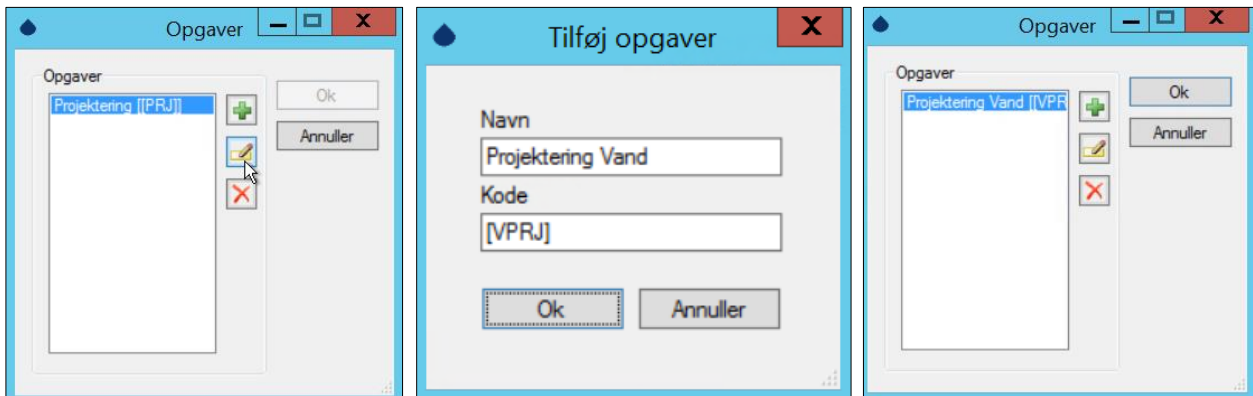 Opgaver
Opgaver
Projektering [[PRJ]]
Ok
Annuller
Tilføj opgaver
Navn
Projektering Vand
Kode
[VPRJ]
Ok
Annuller
Opgaver
Opgaver
Projektering Vand [[VPR
Ok
Annuller